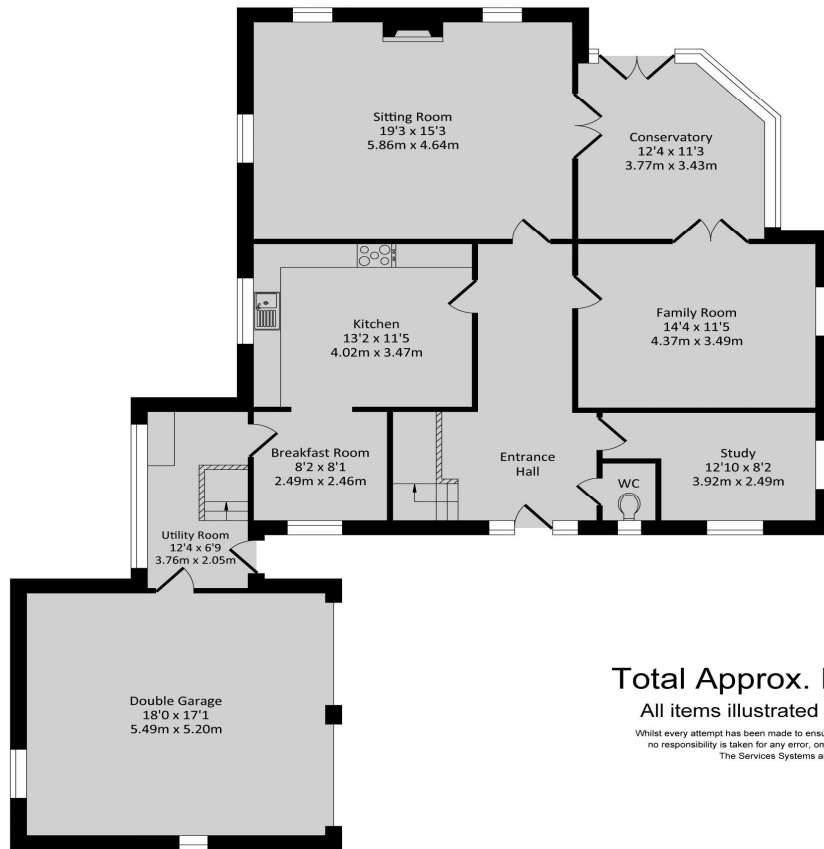 Sitting Room
19'3 x 15'3
5.86m x 4.64m
Conservatory
12'4 x 11'3
3.77m x 3.43m
Kitchen
13'2 x 11'5
4.02m x 3.47m
Family Room
14'4 x 11'5
4.37m x 3.49m
Breakfast Room
8'2 x 8'1
2.49m x 2.46m
Entrance
Hall
Study
12'10 x 8'2
3.92m x 2.49m
WC
Utility Room
12'4 x 6'9
3.76m x 2.05m
Double Garage
18'0 x 17'1
5.49m x 5.20m
Total Approx.
All items illustrated
Whilst every attempt has been made to ensu
no responsibility is taken for any error, om
The Services Systems a